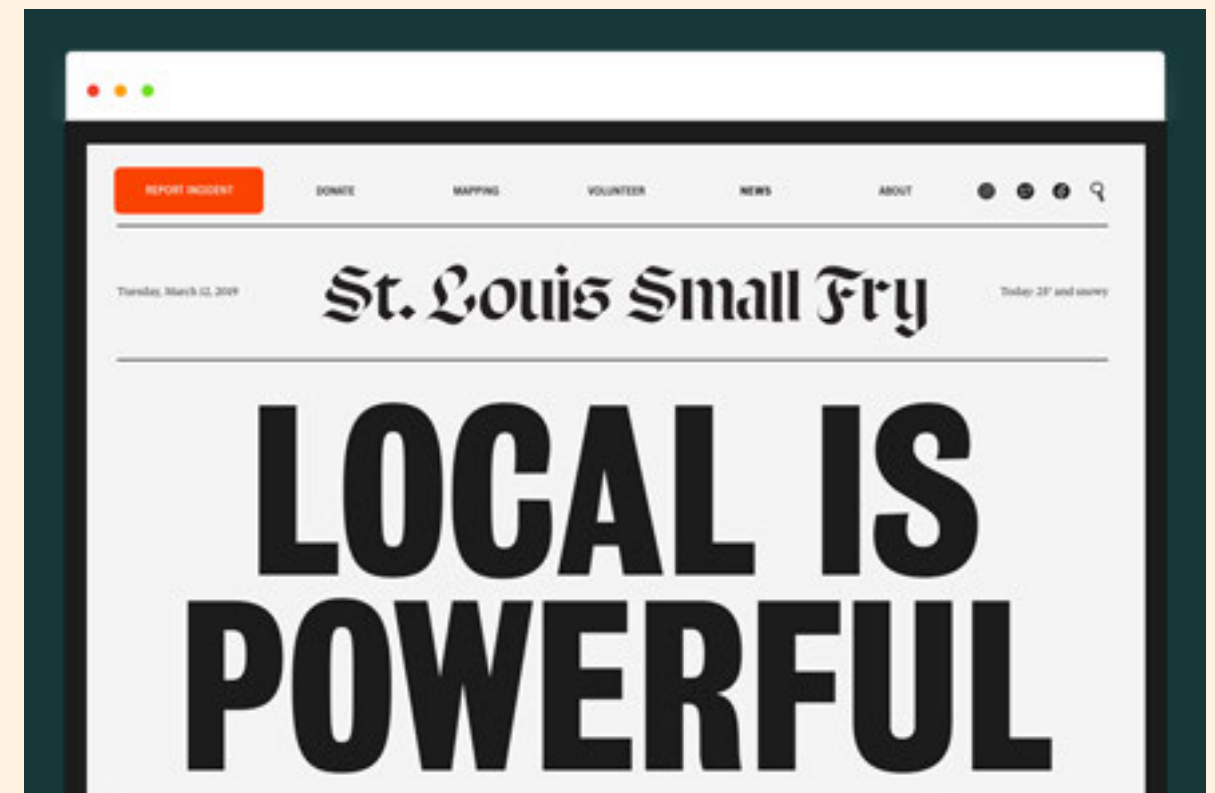 REPORT INCIDENT DONATE MAPPING VOLUNTEER NEWS ABOUT
Tuesday, March 12, 2019 St. Louis Small Fry Today: 25° and snowy
LOCAL IS
POWERFUL